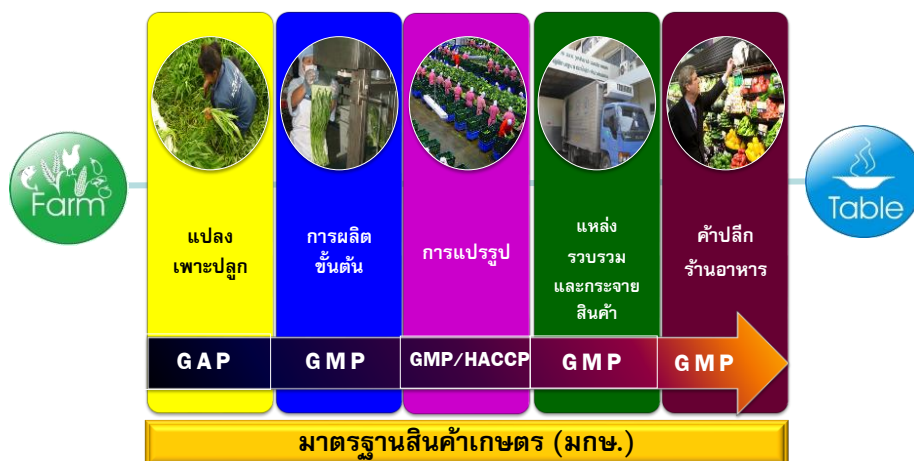 Farm
แปลง
เพาะปลูก
การผลิต
ขั้นต้น
การแปรรูป
แหล่ง
รวบรวม
และกระจาย
สินค้า
ค้าปลีก
ร้านอาหาร
Table
GAP
GMP
GMP/HACCP
GMP
GMP
มาตรฐานสินค้าเกษตร (มกษ.)